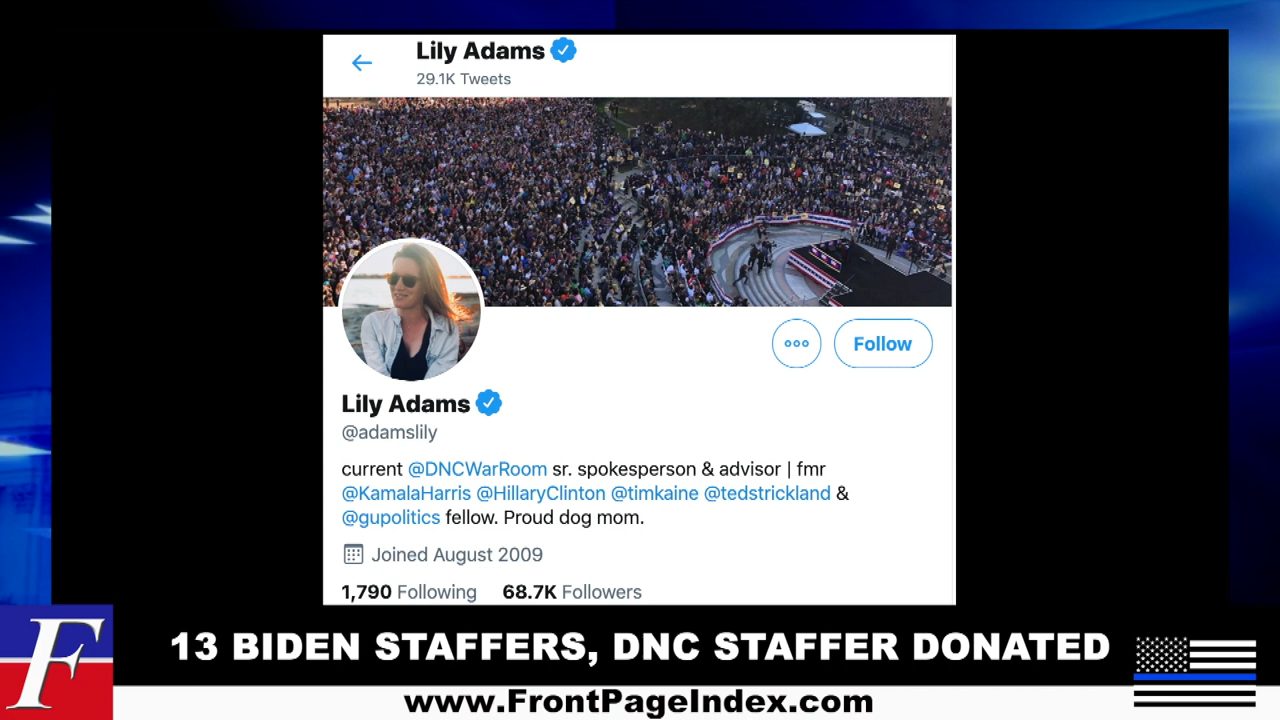 Lily Adams
29.1K Tweets
Follow
Lily Adams
@adamslily
current @DNCWarRoom sr. spokesperson & advisor | fmr
@KamalaHarris @HillaryClinton @timkaine @tedstrickland &
@gupolitics fellow. Proud dog mom.
Joined August 2009
1,790 Following 68.7K Followers
F
13 BIDEN STAFFERS, DNC STAFFER DONATED
www.FrontPageIndex.com